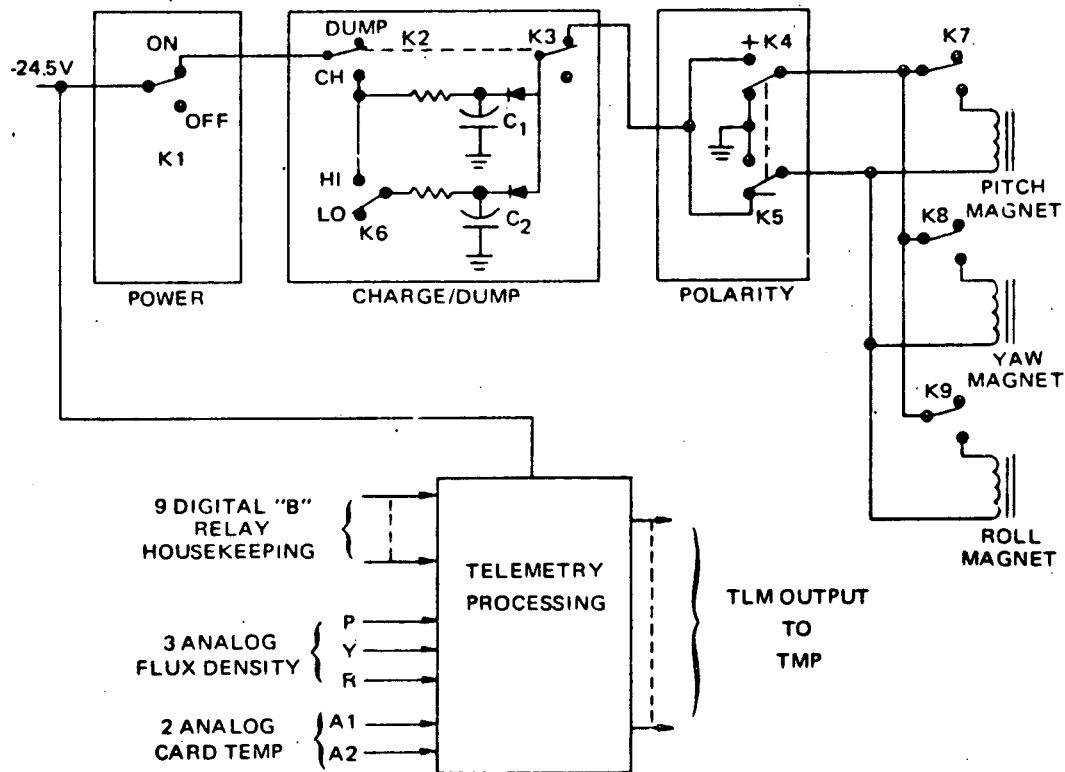 -24.5V
ON
OFF
K1
POWER
DUMP
K2
K3
CH
C1
HI
LO
K6
C2
CHARGE/DUMP
+
K4
K5
POLARITY
K7
PITCH
MAGNET
K8
YAW
MAGNET
K9
ROLL
MAGNET
9 DIGITAL "B"
RELAY
HOUSEKEEPING
3 ANALOG
FLUX DENSITY
P
Y
R
2 ANALOG
CARD TEMP
A1
A2
TELEMETRY
PROCESSING
TLM OUTPUT
TO
TMP